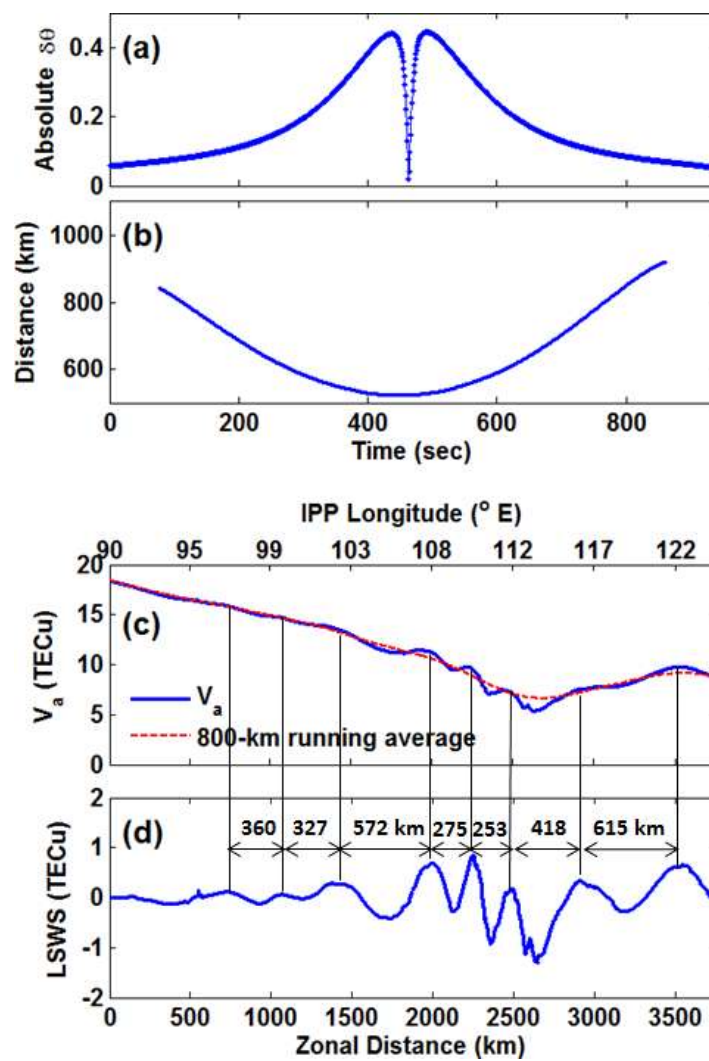 (a)
Absolute δθ
0.4
0.2
0
(b)
Distance (km)
1000
800
600
0 200 400 600 800
Time (sec)
IPP Longitude (° E)
90 95 99 103 108 112 117 122
(c)
Va (TECu)
20
15
10
5
0
Va
800-km running average
(d)
LSWS (TECu)
2
1
0
-1
-2
360 327 572 km 275 253 418 615 km
0 500 1000 1500 2000 2500 3000 3500
Zonal Distance (km)